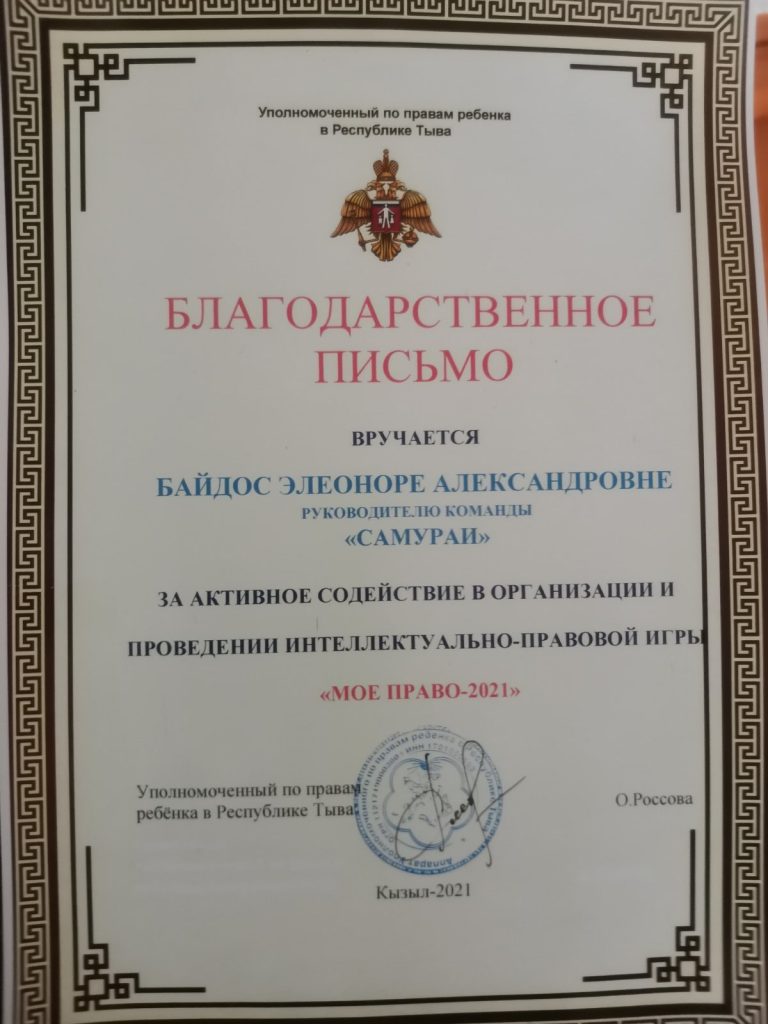 Уполномоченный по правам ребенка
в Республике Тыва
БЛАГОДАРСТВЕННОЕ
ПИСЬМО
ВРУЧАЕТСЯ
БАЙДОС ЭЛЕОНОРЕ АЛЕКСАНДРОВНЕ
РУКОВОДИТЕЛЮ КОМАНДЫ
«САМУРАИ»
ЗА АКТИВНОЕ СОДЕЙСТВИЕ В ОРГАНИЗАЦИИ И
ПРОВЕДЕНИИ ИНТЕЛЛЕКТУАЛЬНО-ПРАВОВОЙ ИГРЫ
«МОЕ ПРАВО-2021»
Уполномоченный по правам
ребёнка в Республике Тыва
О.Россова
Кызыл-2021